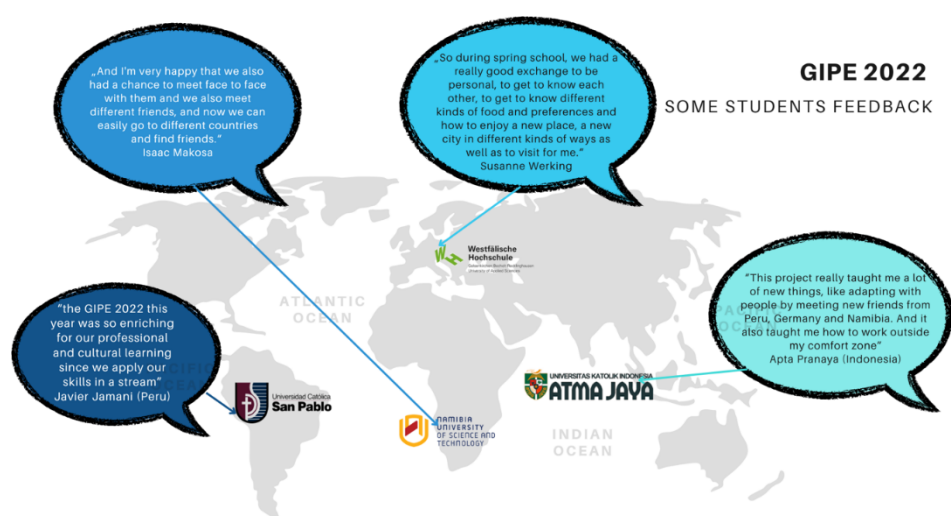 GIPE 2022
SOME STUDENTS FEEDBACK
„And I'm very happy that we also
had a chance to meet face to face
with them and we also meet
different friends, and now we can
easily go to different countries
and find friends."
Isaac Makosa
„So during spring school, we had a
really good exchange to be
personal, to get to know each
other, to get to know different
kinds of food and preferences and
how to enjoy a new place, a new
city in different kinds of ways as
well as to visit for me."
Susanne Werking
Westfälische
Hochschule
ATLANTIC
OCEAN
"the GIPE 2022 this
year was so enriching
for our professional
and cultural learning
since we apply our
skills in a stream"
Javier Jamani (Peru)
"This project really taught me a lot
of new things, like adapting with
people by meeting new friends from
Peru, Germany and Namibia. And it
also taught me how to work outside
my comfort zone"
Apta Pranaya (Indonesia)
Universidad Católica
San Pablo
NAMIBIA
UNIVERSITY
OF SCIENCE AND
TECHNOLOGY
UNIVERSITAS KATOLIK INDONESIA
ATMA JAYA
INDIAN
OCEAN